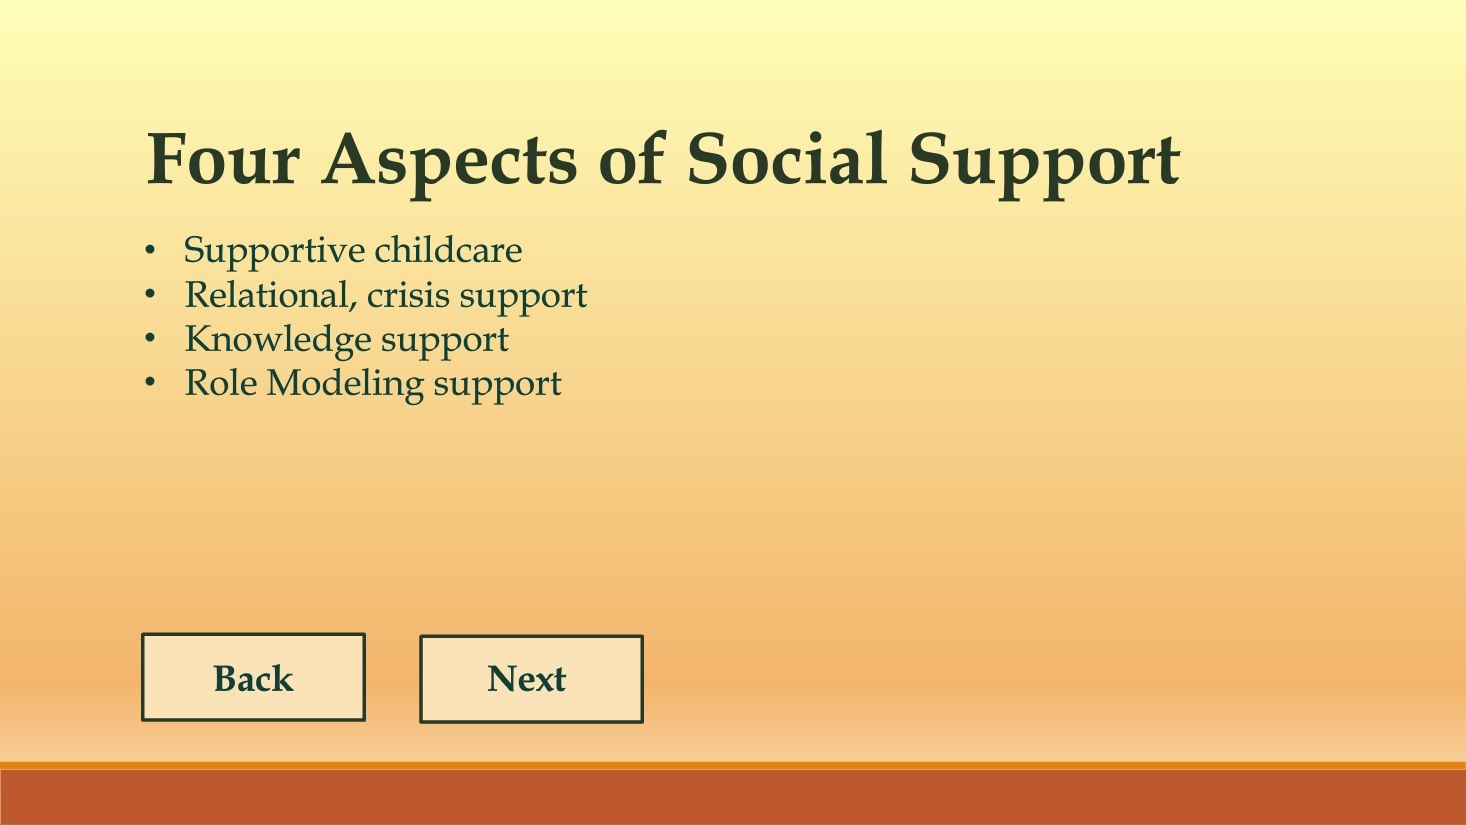 Four Aspects of Social Support
• Supportive childcare
• Relational, crisis support
• Knowledge support
• Role Modeling support
Back
Next